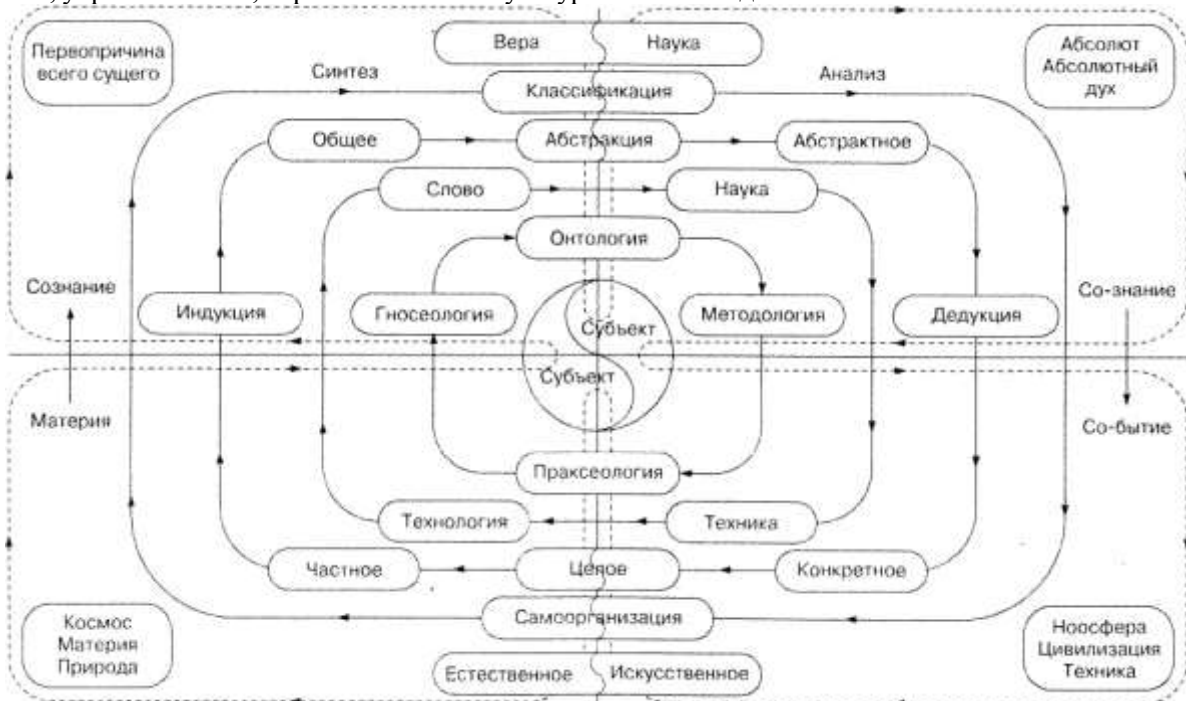 Первопричина
всего сущего
Вера
Наука
Абсолют
Абсолютный
дух
Синтез
Классификация
Анализ
Общее
Абстракция
Абстрактное
Слово
Наука
Онтология
Сознание
Индукция
Гносеология
Субъект
Методология
Дедукция
Со-знание
Субъект
Материя
Со-бытие
Праксеология
Технология
Техника
Частное
Целое
Конкретное
Самоорганизация
Космос
Материя
Природа
Естественное
Искусственное
Ноосфера
Цивилизация
Техника